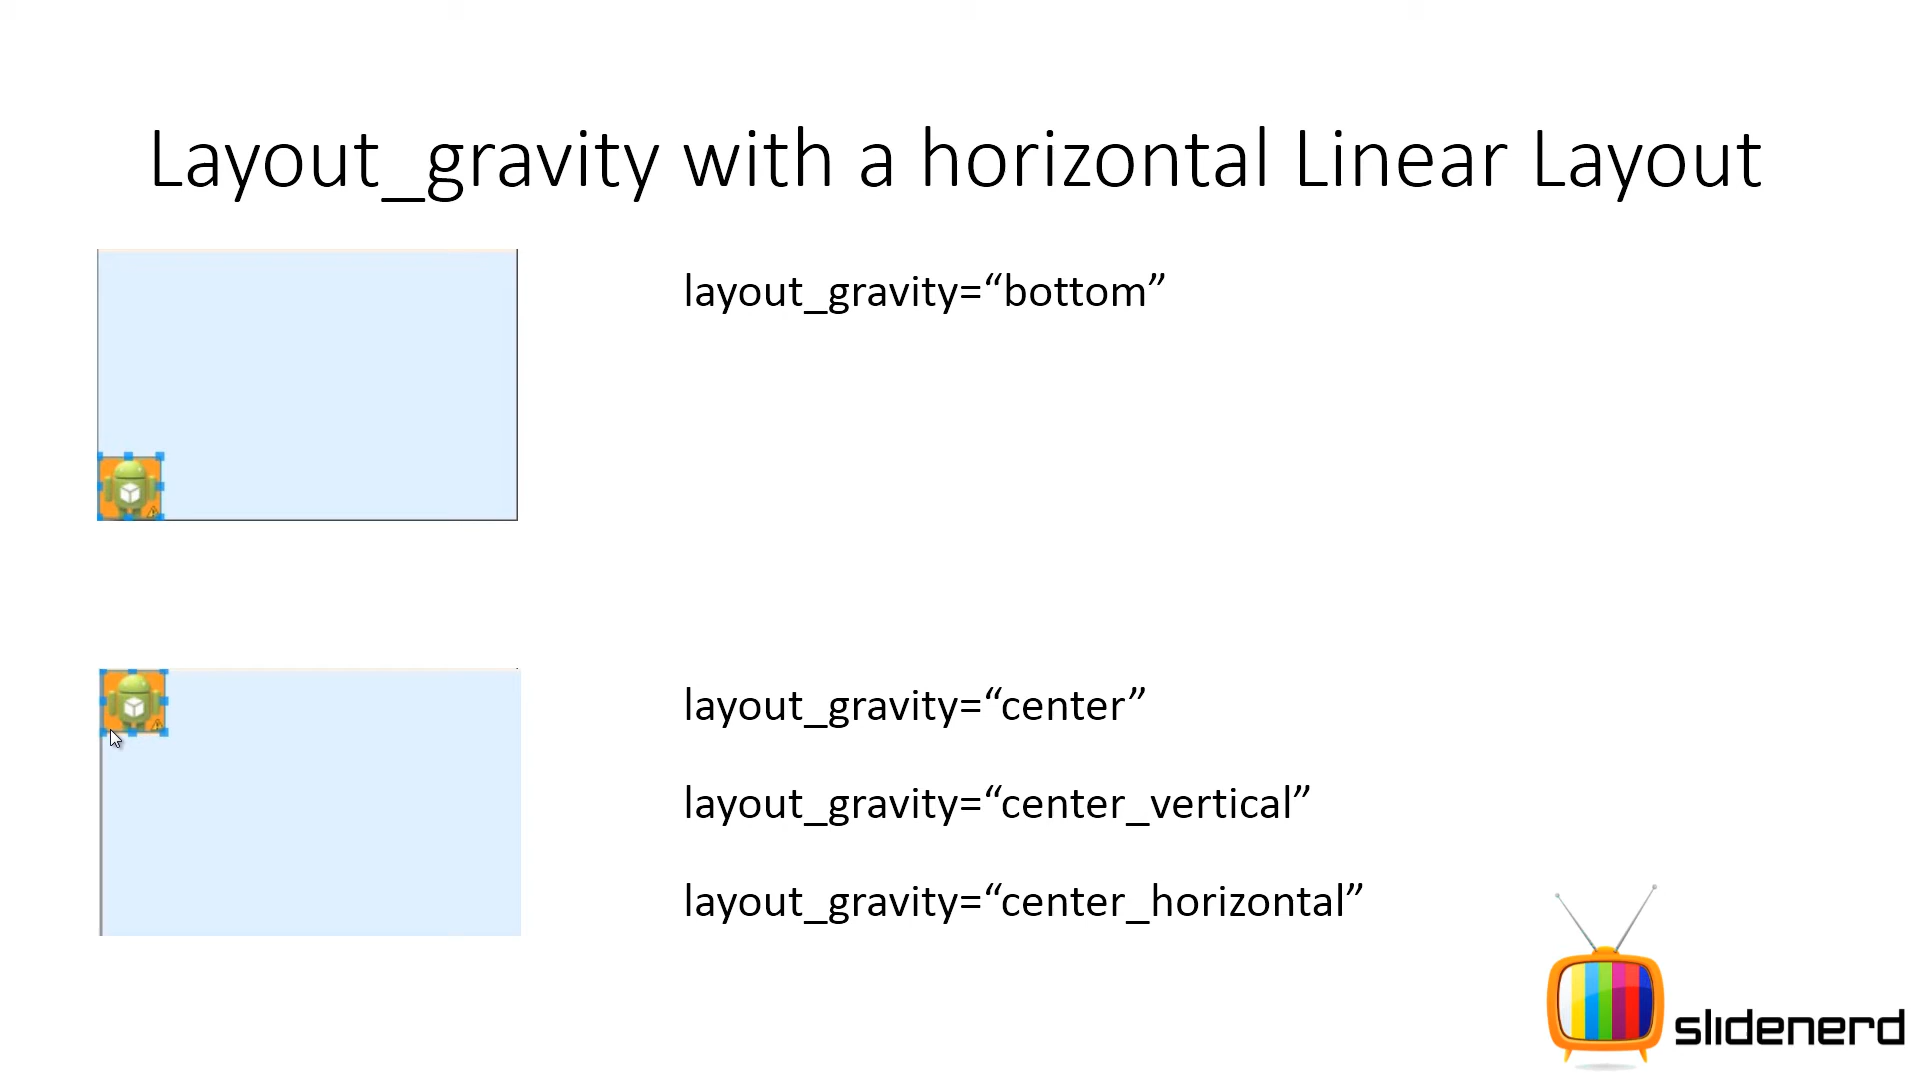 Layout_gravity with a horizontal Linear Layout
layout_gravity=“bottom”
layout_gravity=“center”
layout_gravity=“center_vertical”
layout_gravity=“center_horizontal”
slidenerd